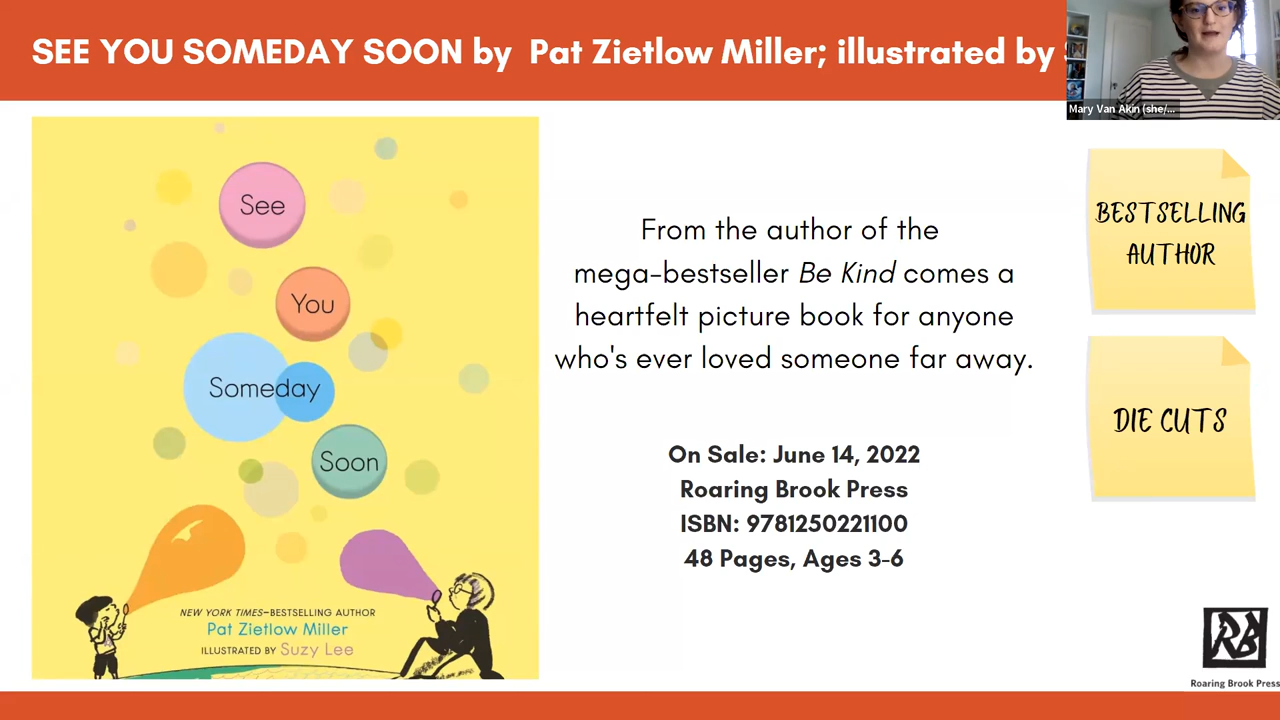 SEE YOU SOMEDAY SOON by Pat Zietlow Miller; illustrated by
Mary Van Akin (she/...
See
You
Someday
Soon
NEW YORK TIMES–BESTSELLING AUTHOR
Pat Zietlow Miller
ILLUSTRATED BY Suzy Lee
From the author of the
mega-bestseller Be Kind comes a
heartfelt picture book for anyone
who's ever loved someone far away.
On Sale: June 14, 2022
Roaring Brook Press
ISBN: 9781250221100
48 Pages, Ages 3-6
BESTSELLING
AUTHOR
DIE CUTS
RB
Roaring Brook Press